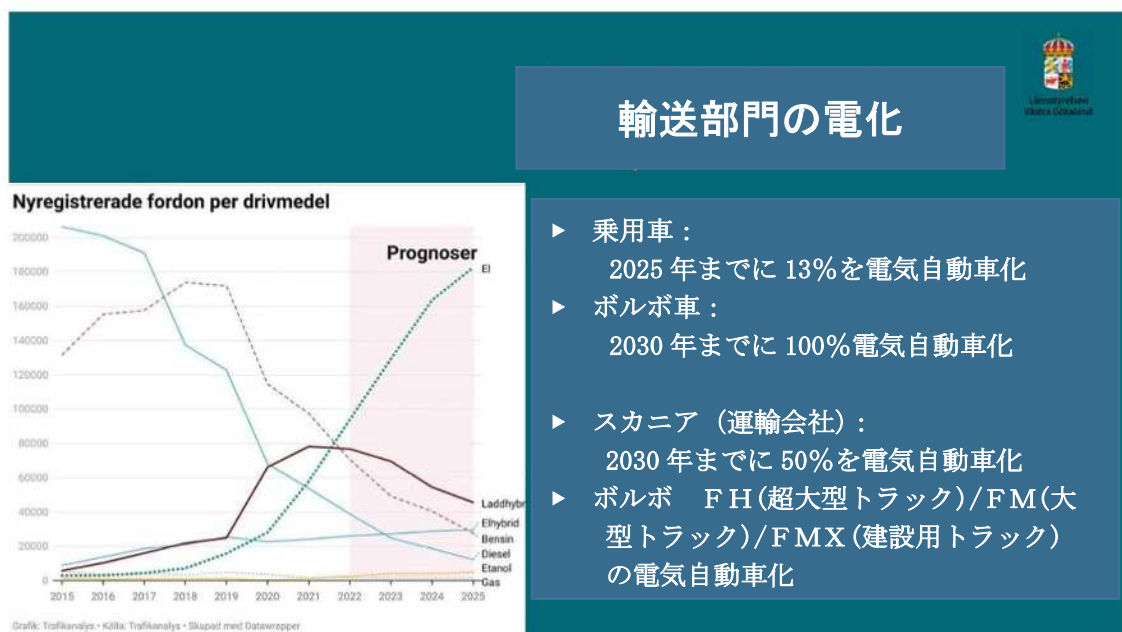 輸送部門の電化
Länsstyrelsen
Västra Götaland
Nyregistrerade fordon per drivmedel
Prognoser
200000
180000
160000
140000
120000
100000
80000
60000
40000
20000
0
El
Laddhybr
Elhybrid
Bensin
Diesel
Etanol
Gas
2015 2016 2017 2018 2019 2020 2021 2022 2023 2024 2025
Grafik: Trafikanalys • Källa: Trafikanalys • Skapad med Datawrapper
▶ 乗用車：
2025 年までに 13％を電気自動車化
▶ ボルボ車：
2030 年までに 100％電気自動車化
▶ スカニア（運輸会社）：
2030 年までに 50％を電気自動車化
▶ ボルボ　ＦＨ(超大型トラック)/ＦＭ(大
型トラック)/ＦＭＸ(建設用トラック)
の電気自動車化